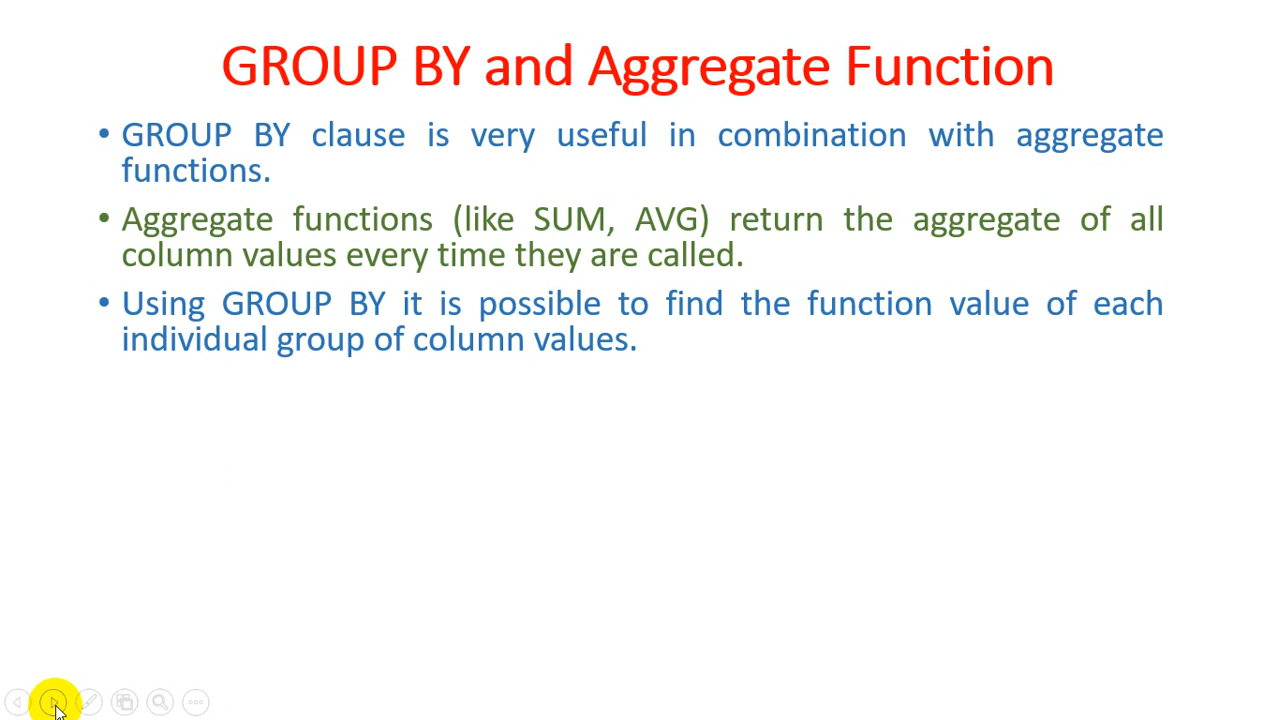 GROUP BY and Aggregate Function
• GROUP BY clause is very useful in combination with aggregate
functions.
• Aggregate functions (like SUM, AVG) return the aggregate of all
column values every time they are called.
• Using GROUP BY it is possible to find the function value of each
individual group of column values.